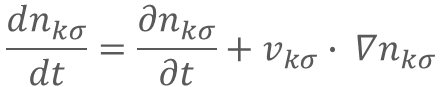 dn_{kσ}/dt = ∂n_{kσ}/∂t + v_{kσ} · ∇n_{kσ}